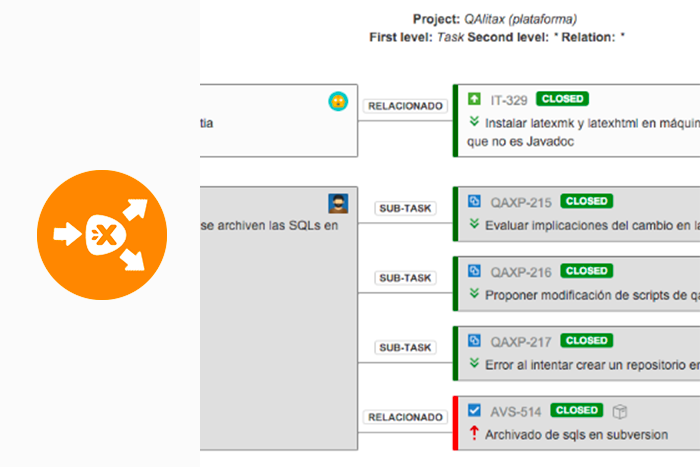 Project: QAlitax (plataforma)
First level: Task Second level: * Relation: *
RELACIONADO
IT-329 CLOSED
tia
Instalar latexmk y latexhtml en máquin
que no es Javadoc
SUB-TASK
QAXP-215 CLOSED
se archiven las SQLs en
Evaluar implicaciones del cambio en la
SUB-TASK
QAXP-216 CLOSED
Proponer modificación de scripts de qa
SUB-TASK
QAXP-217 CLOSED
Error al intentar crear un repositorio en
RELACIONADO
AVS-514 CLOSED
Archivado de sqls en subversion